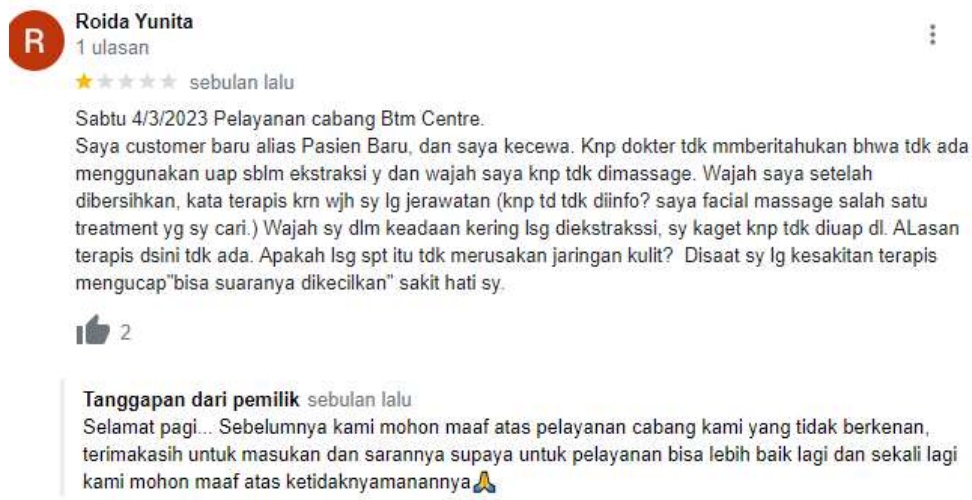 R
Roida Yunita
1 ulasan
sebulan lalu
Sabtu 4/3/2023 Pelayanan cabang Btm Centre.
Saya customer baru alias Pasien Baru, dan saya kecewa. Knp dokter tdk mmberitahukan bhwa tdk ada
menggunakan uap sblm ekstraksi y dan wajah saya knp tdk dimassage. Wajah saya setelah
dibersihkan, kata terapis krn wjh sy lg jerawatan (knp td tdk diinfo? saya facial massage salah satu
treatment yg sy cari.) Wajah sy dlm keadaan kering lsg diekstrakssi, sy kaget knp tdk diuap dl. ALasan
terapis dsini tdk ada. Apakah lsg spt itu tdk merusakan jaringan kulit?  Disaat sy lg kesakitan terapis
mengucap"bisa suaranya dikecilkan" sakit hati sy.
2
Tanggapan dari pemilik sebulan lalu
Selamat pagi... Sebelumnya kami mohon maaf atas pelayanan cabang kami yang tidak berkenan,
terimakasih untuk masukan dan sarannya supaya untuk pelayanan bisa lebih baik lagi dan sekali lagi
kami mohon maaf atas ketidaknyamanannya🙏